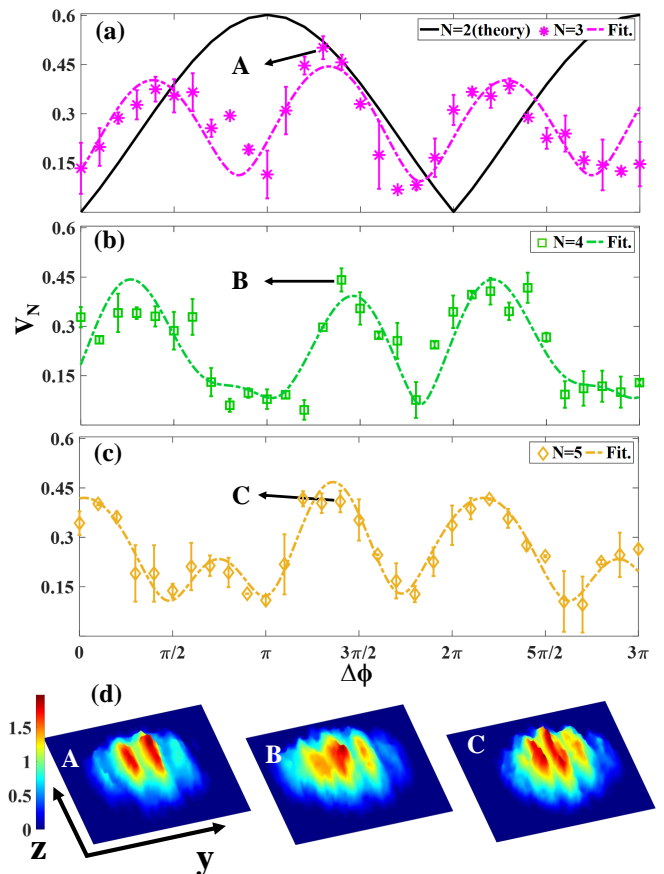 (a)
N=2(theory) N=3 Fit.
A
0.6
0.45
0.3
0.15
(b)
N=4 Fit.
B
0.6
0.45
0.3
0.15
V_N
(c)
N=5 Fit.
C
0.6
0.45
0.3
0.15
0 π/2 π 3π/2 2π 5π/2 3π
Δϕ
(d)
1.5
1
0.5
0
A B C
z y